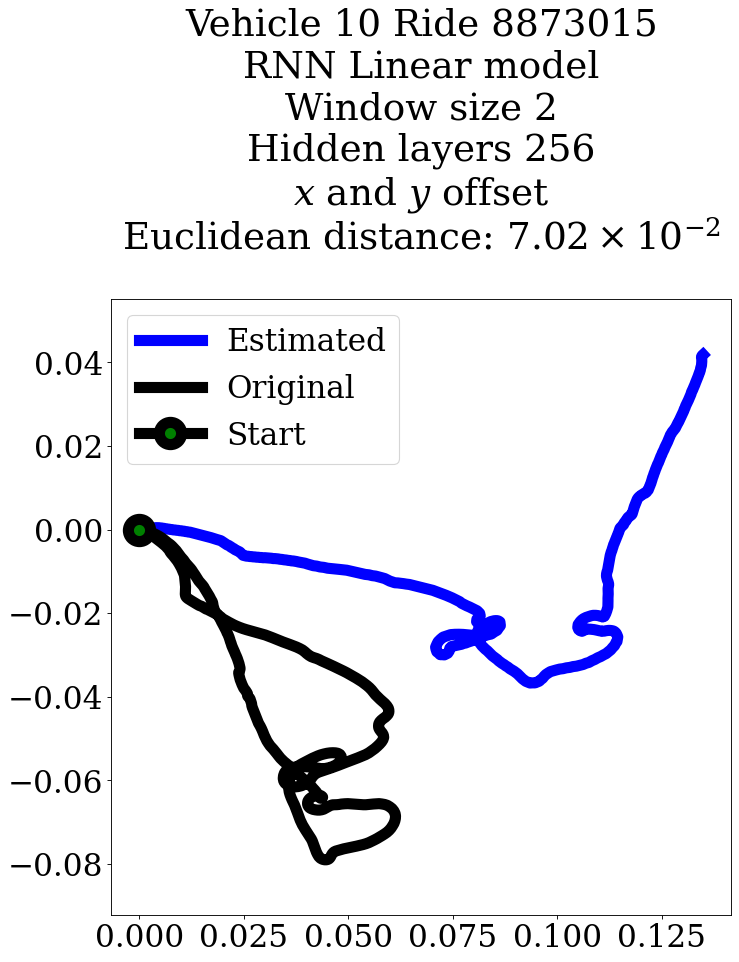 Vehicle 10 Ride 8873015
RNN Linear model
Window size 2
Hidden layers 256
x and y offset
Euclidean distance: 7.02 × 10⁻²
Estimated
Original
Start
0.04
0.02
0.00
−0.02
−0.04
−0.06
−0.08
0.000 0.025 0.050 0.075 0.100 0.125